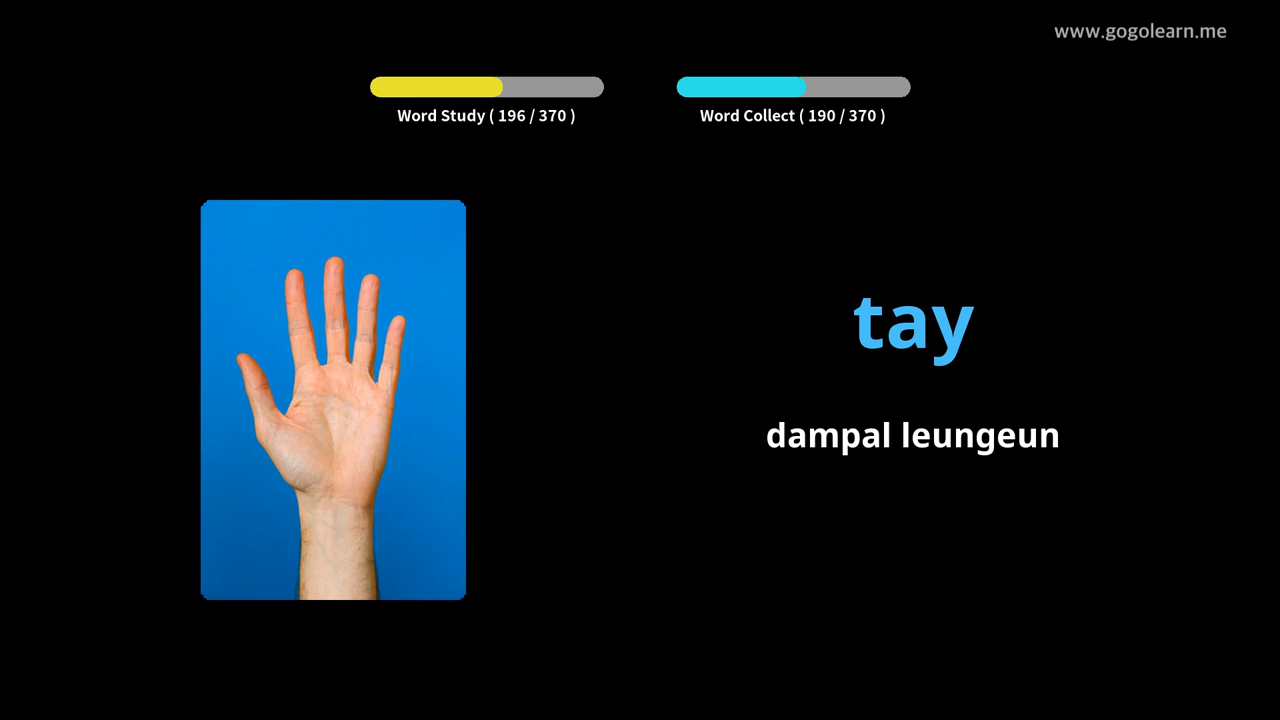 www.gogolearn.me
Word Study ( 196 / 370 )
Word Collect ( 190 / 370 )
tay
dampal leungeun